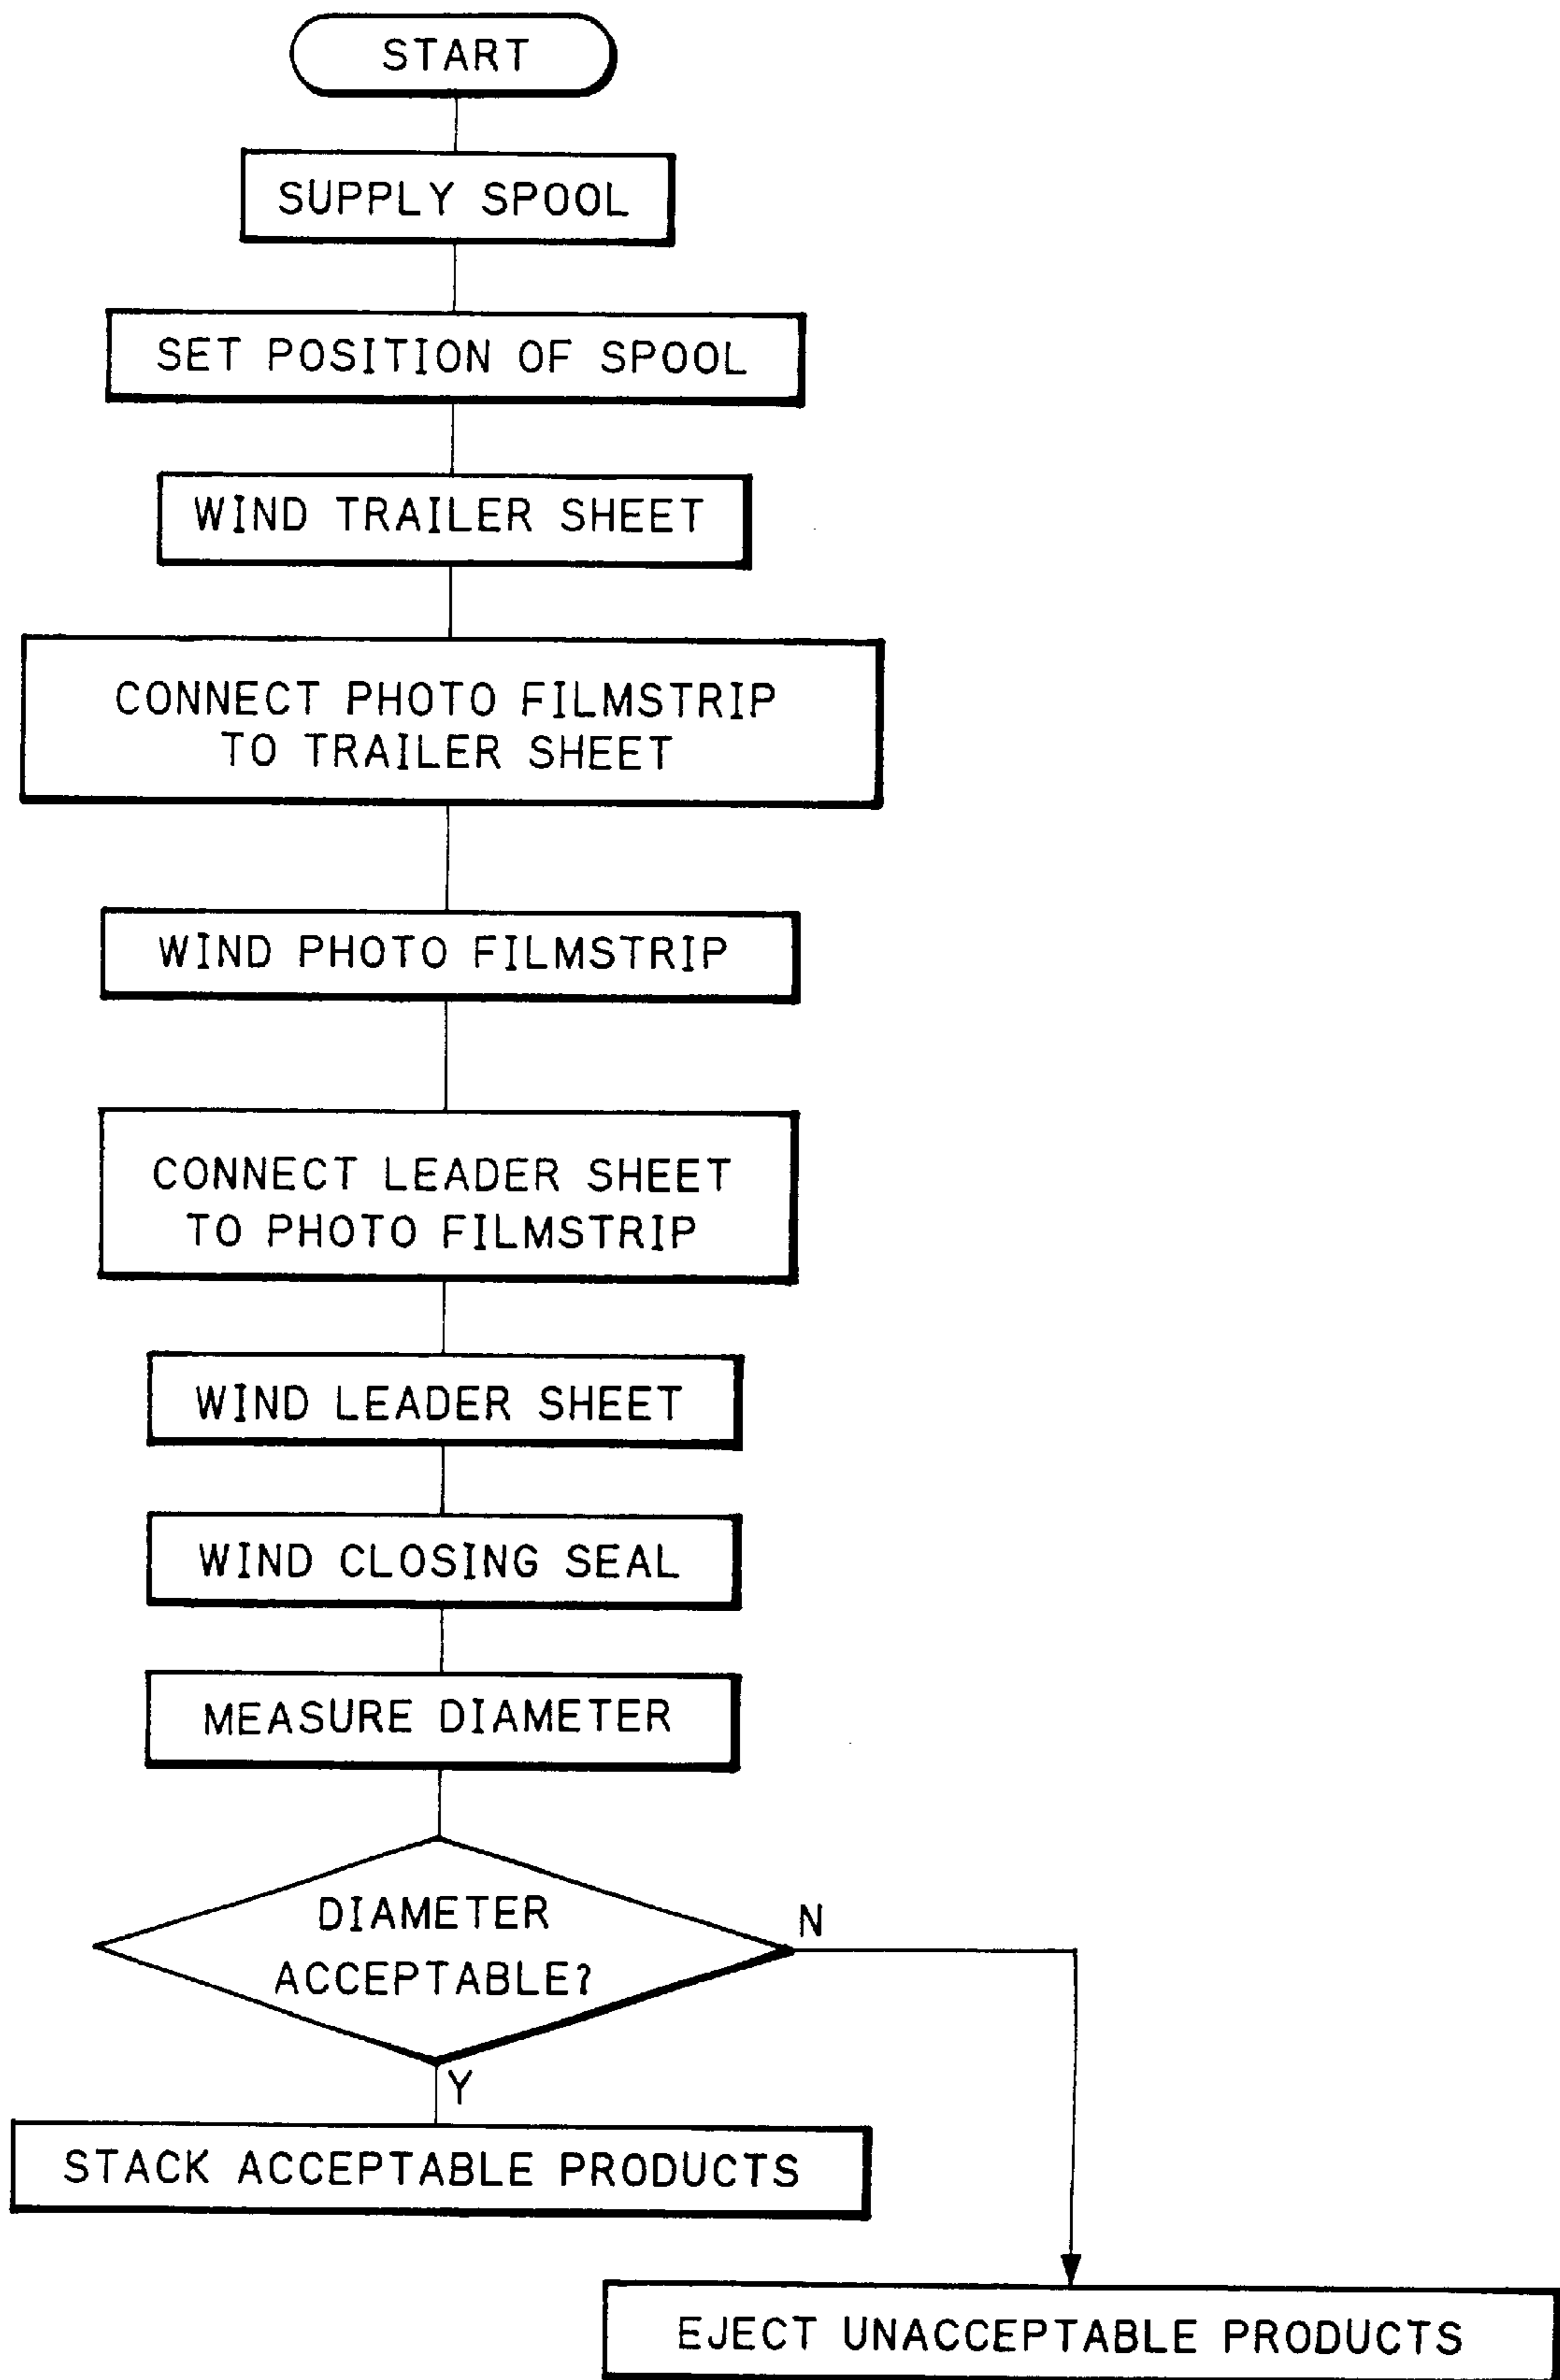 START
SUPPLY SPOOL
SET POSITION OF SPOOL
WIND TRAILER SHEET
CONNECT PHOTO FILMSTRIP
TO TRAILER SHEET
WIND PHOTO FILMSTRIP
CONNECT LEADER SHEET
TO PHOTO FILMSTRIP
WIND LEADER SHEET
WIND CLOSING SEAL
MEASURE DIAMETER
DIAMETER
ACCEPTABLE?
N
Y
STACK ACCEPTABLE PRODUCTS
EJECT UNACCEPTABLE PRODUCTS